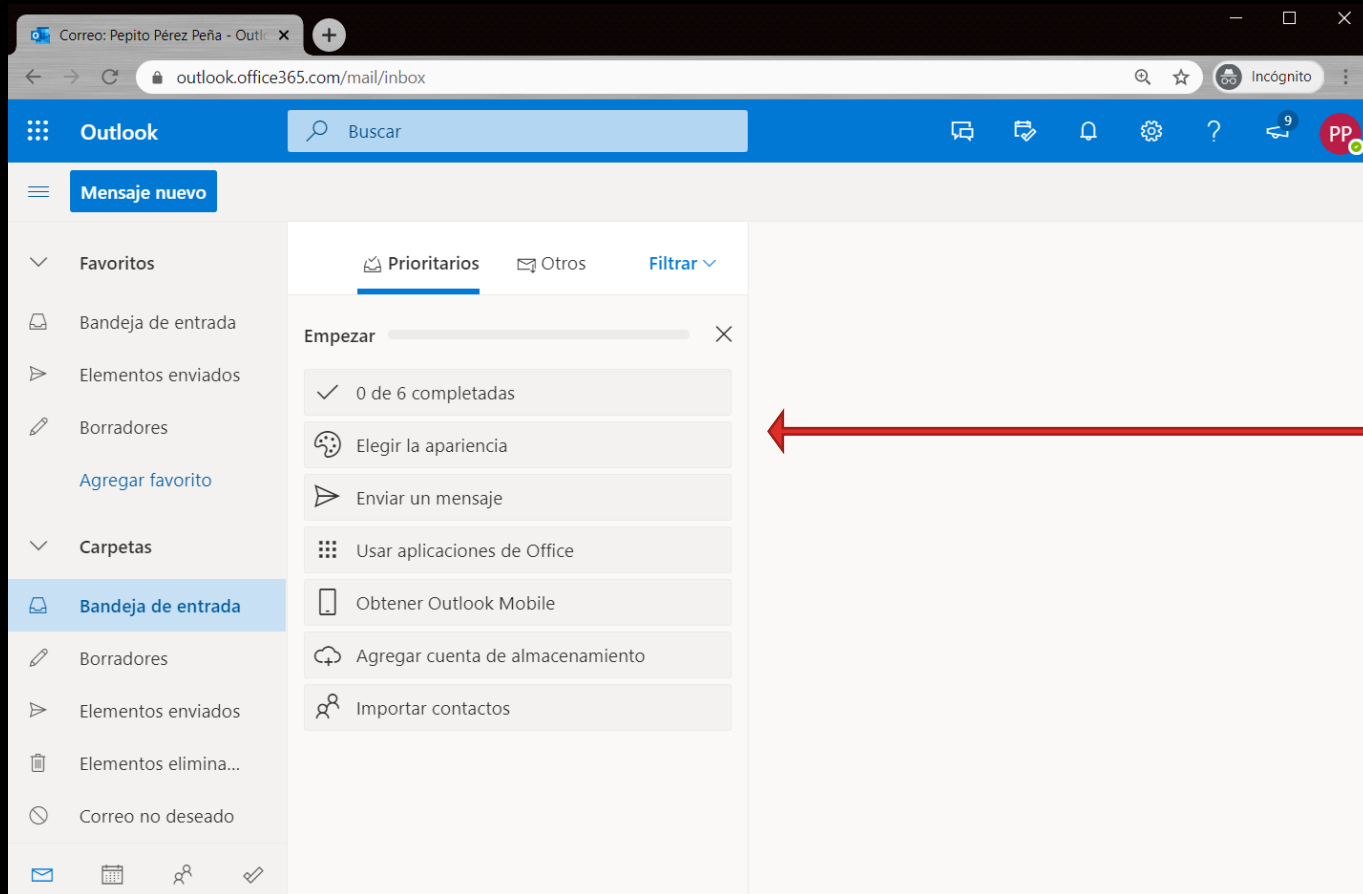 Correo: Pepito Pérez Peña - Outlo
outlook.office365.com/mail/inbox
Incógnito
Outlook
Buscar
9
PP
Mensaje nuevo
Favoritos
Bandeja de entrada
Elementos enviados
Borradores
Agregar favorito
Carpetas
Bandeja de entrada
Borradores
Elementos enviados
Elementos elimina...
Correo no deseado
Prioritarios
Otros
Filtrar
Empezar
0 de 6 completadas
Elegir la apariencia
Enviar un mensaje
Usar aplicaciones de Office
Obtener Outlook Mobile
Agregar cuenta de almacenamiento
Importar contactos